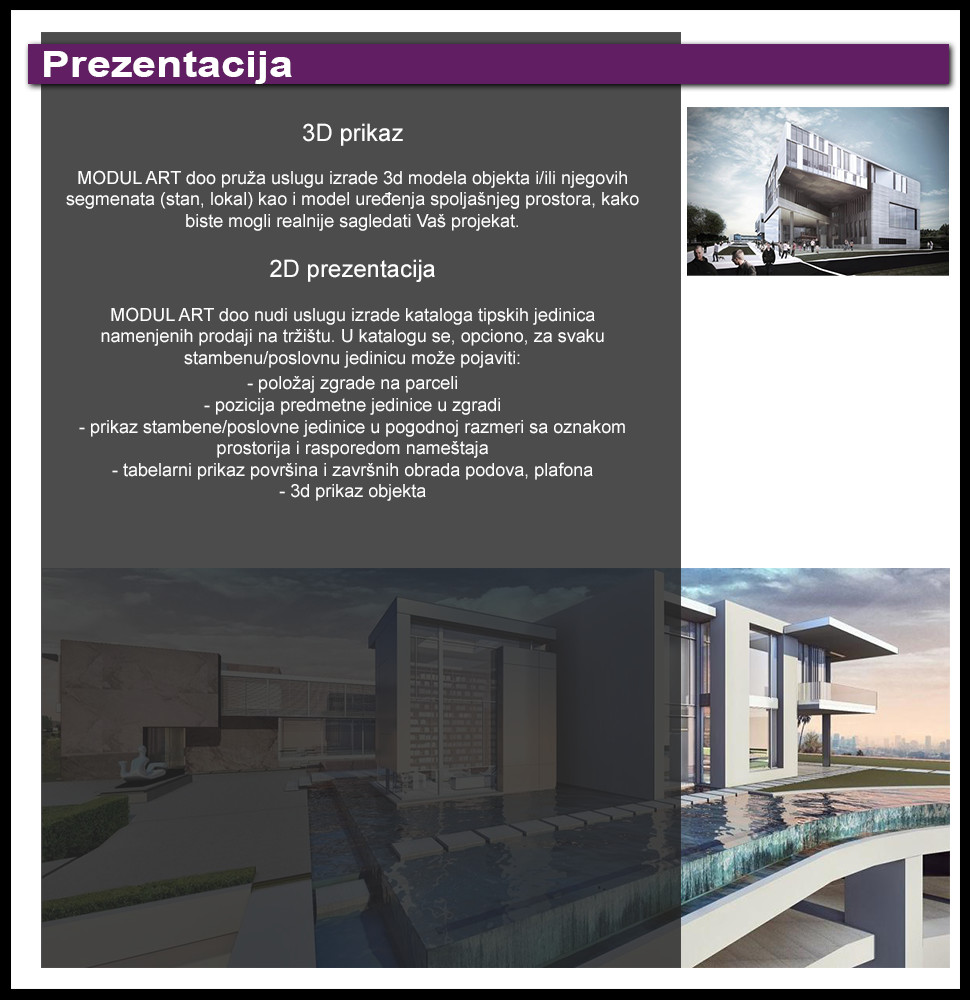 Prezentacija
3D prikaz
MODUL ART doo pruža uslugu izrade 3d modela objekta i/ili njegovih
segmenata (stan, lokal) kao i model uređenja spoljašnjeg prostora, kako
biste mogli realnije sagledati Vaš projekat.
2D prezentacija
MODUL ART doo nudi uslugu izrade kataloga tipskih jedinica
namenjenih prodaji na tržištu. U katalogu se, opciono, za svaku
stambenu/poslovnu jedinicu može pojaviti:
- položaj zgrade na parceli
- pozicija predmetne jedinice u zgradi
- prikaz stambene/poslovne jedinice u pogodnoj razmeri sa oznakom
prostorija i rasporedom nameštaja
- tabelarni prikaz površina i završnih obrada podova, plafona
- 3d prikaz objekta